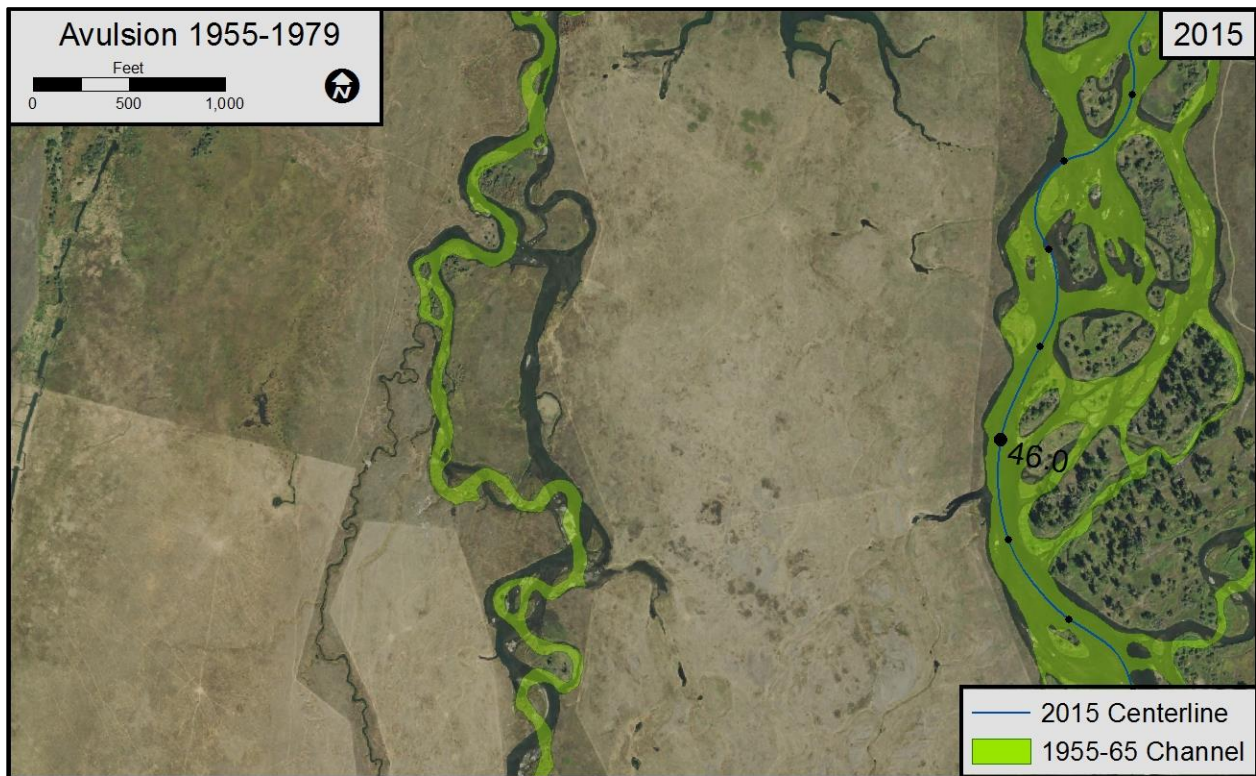 Avulsion 1955-1979
Feet
0 500 1,000
N
2015
46.0
2015 Centerline
1955-65 Channel